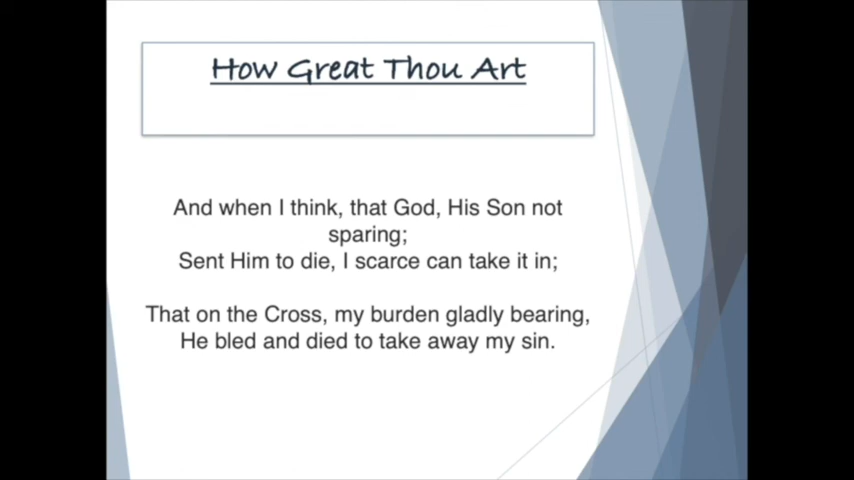 How Great Thou Art
And when I think, that God, His Son not
sparing;
Sent Him to die, I scarce can take it in;
That on the Cross, my burden gladly bearing,
He bled and died to take away my sin.